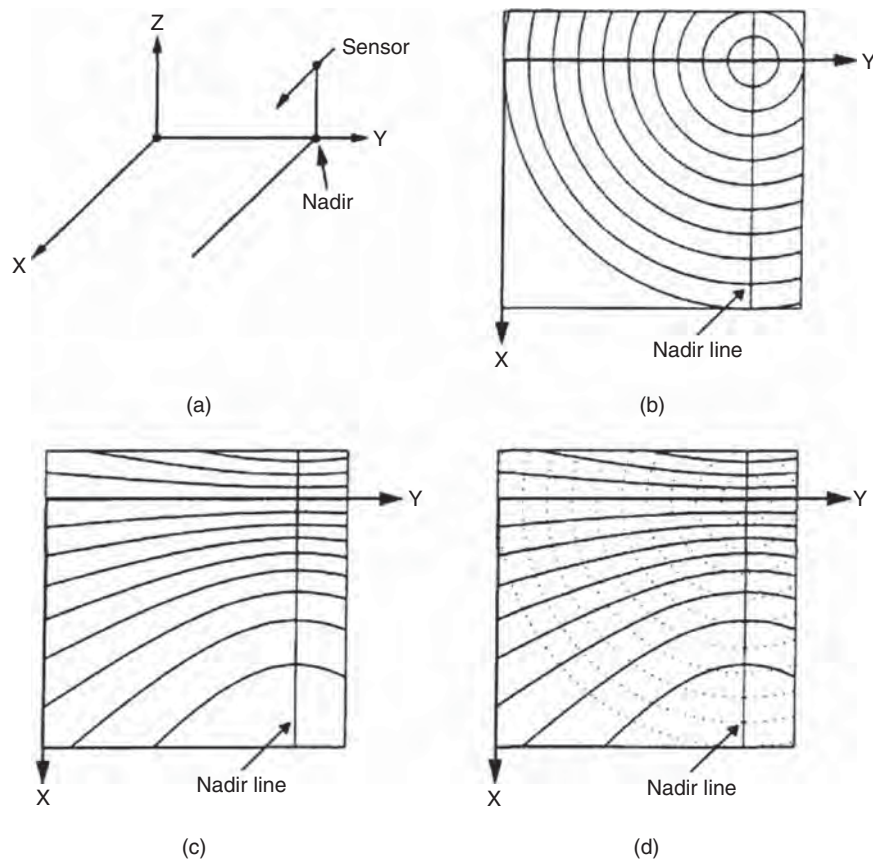 Z
Sensor
Y
Nadir
X
(a)
Y
Nadir line
X
(b)
Y
Nadir line
X
(c)
Y
Nadir line
X
(d)